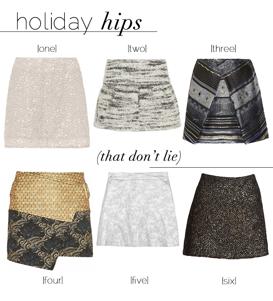 holiday hips
[one] [two] [three]
(that don't lie)
[four] [five] [six]